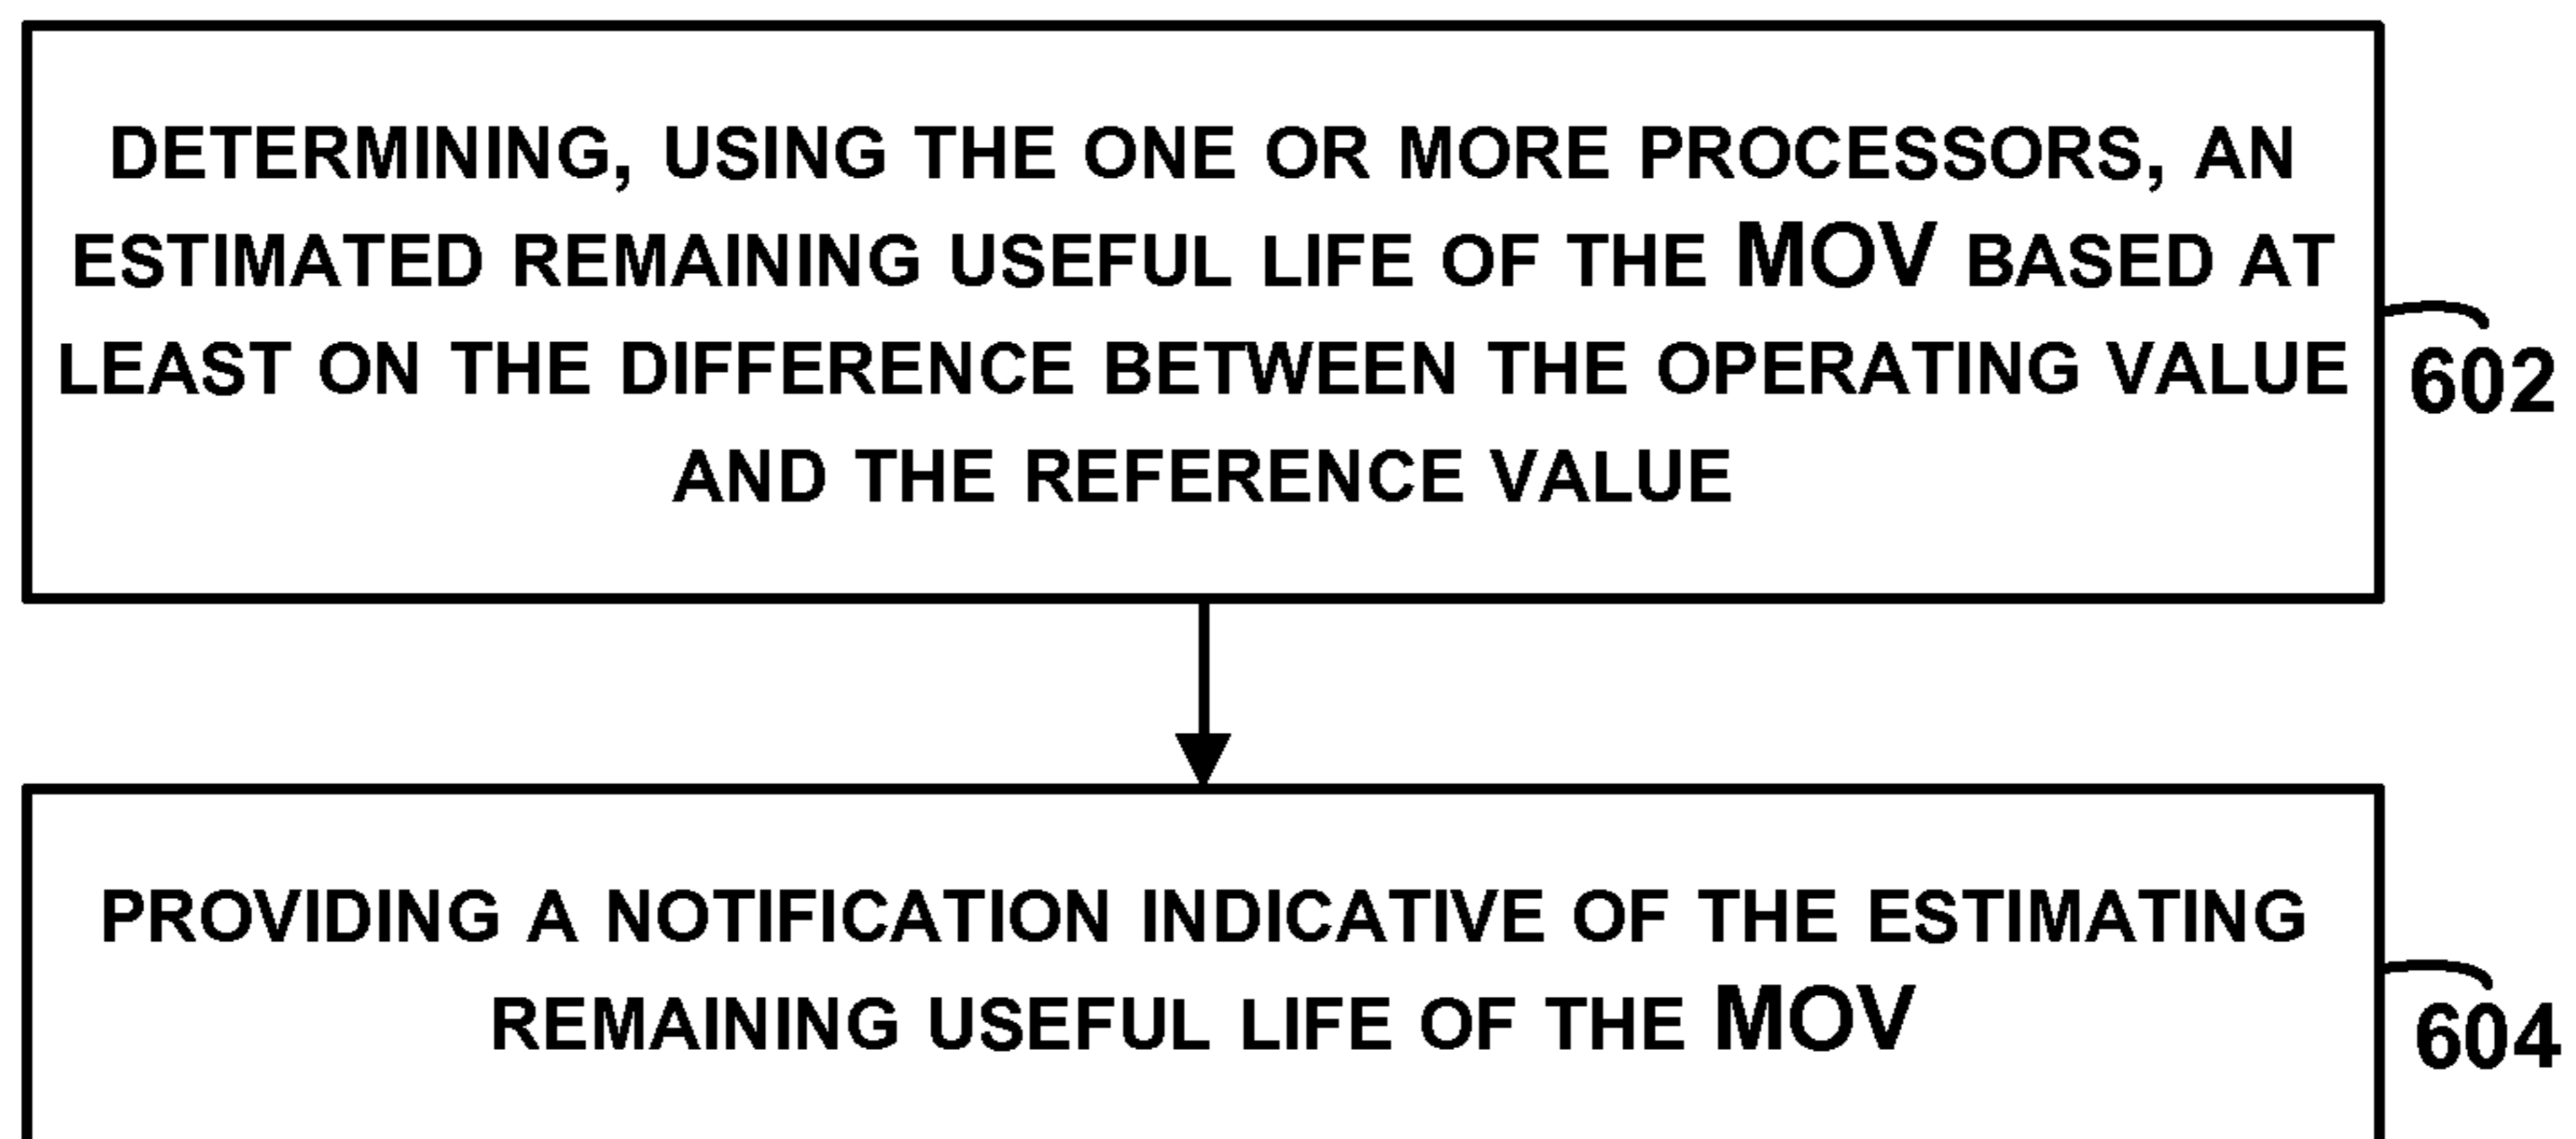 DETERMINING, USING THE ONE OR MORE PROCESSORS, AN
ESTIMATED REMAINING USEFUL LIFE OF THE MOV BASED AT
LEAST ON THE DIFFERENCE BETWEEN THE OPERATING VALUE
AND THE REFERENCE VALUE
602
PROVIDING A NOTIFICATION INDICATIVE OF THE ESTIMATING
REMAINING USEFUL LIFE OF THE MOV
604